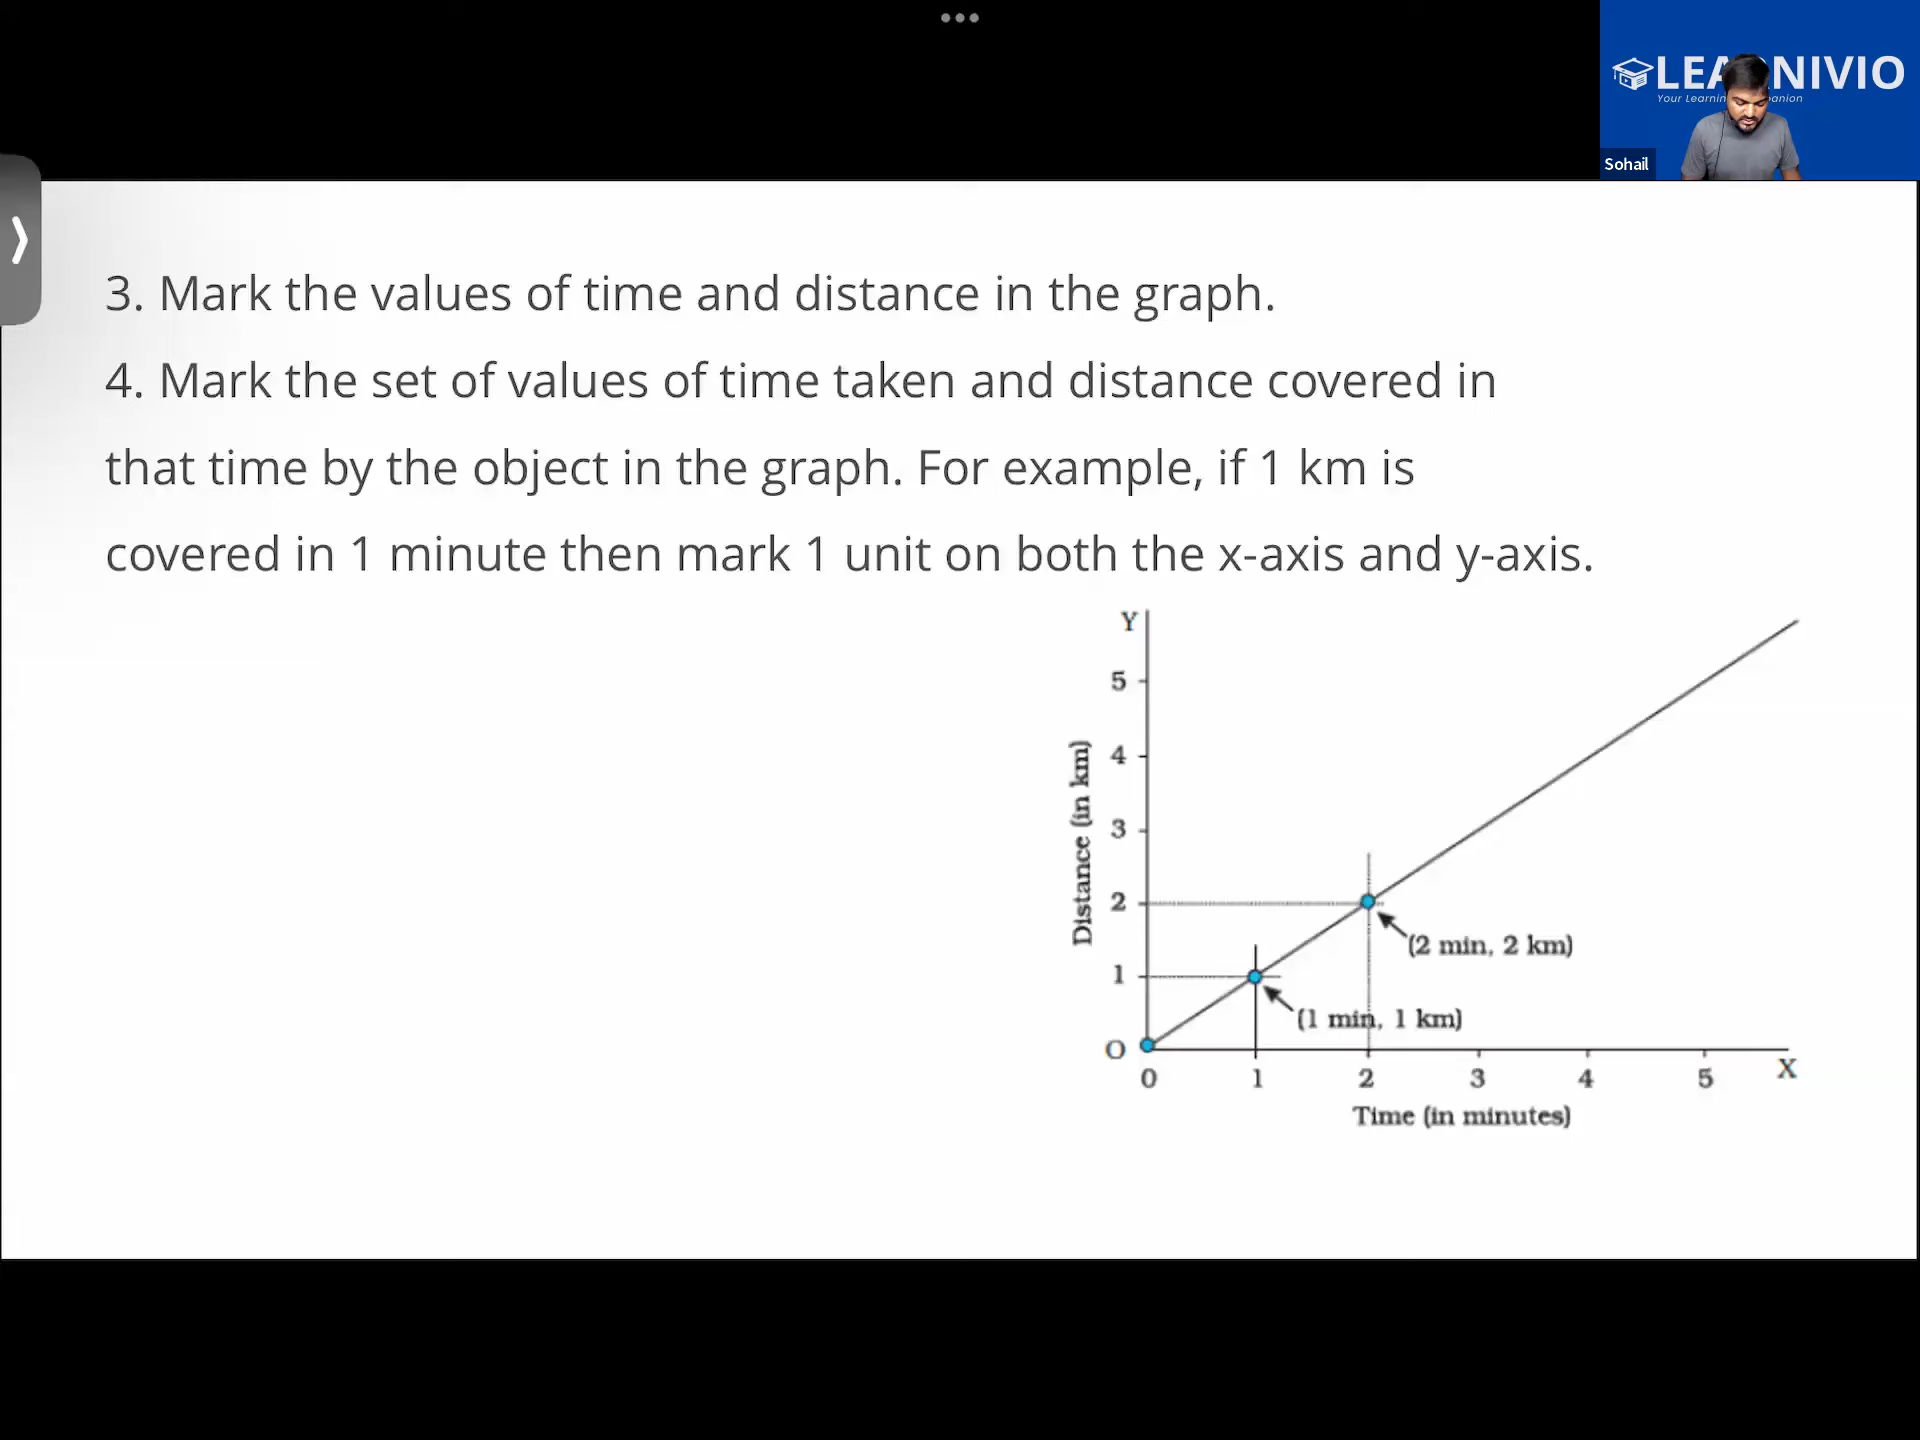 LEARNIVIO
Your Learning Companion
Sohail
3. Mark the values of time and distance in the graph.
4. Mark the set of values of time taken and distance covered in
that time by the object in the graph. For example, if 1 km is
covered in 1 minute then mark 1 unit on both the x-axis and y-axis.
Y
5
4
3
2
1
O
Distance (in km)
(2 min, 2 km)
(1 min, 1 km)
0 1 2 3 4 5 X
Time (in minutes)